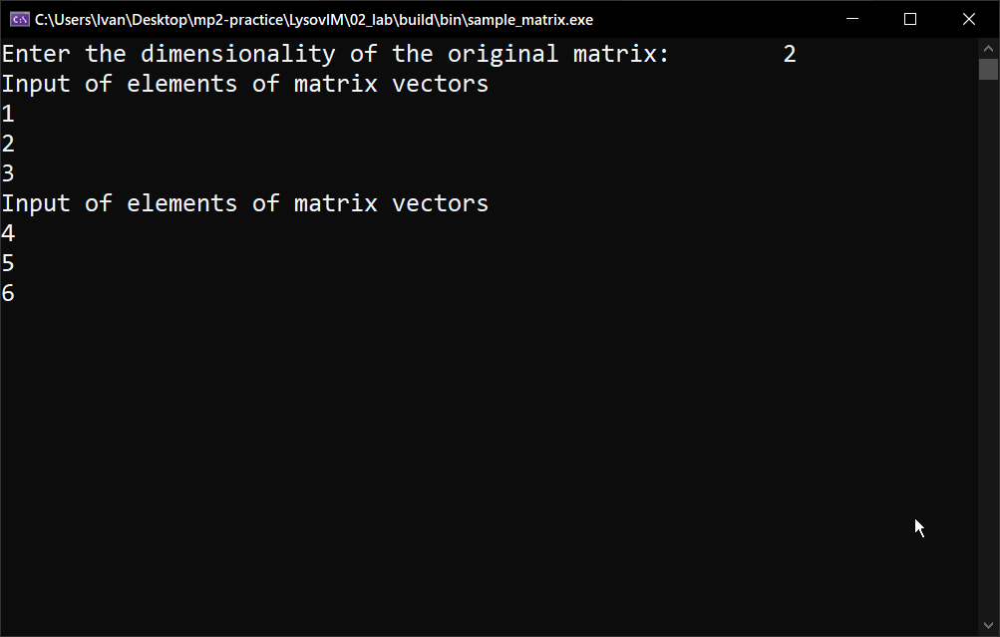 C:\Users\Ivan\Desktop\mp2-practice\LysovIM\02_lab\build\bin\sample_matrix.exe
Enter the dimensionality of the original matrix:        2
Input of elements of matrix vectors
1
2
3
Input of elements of matrix vectors
4
5
6